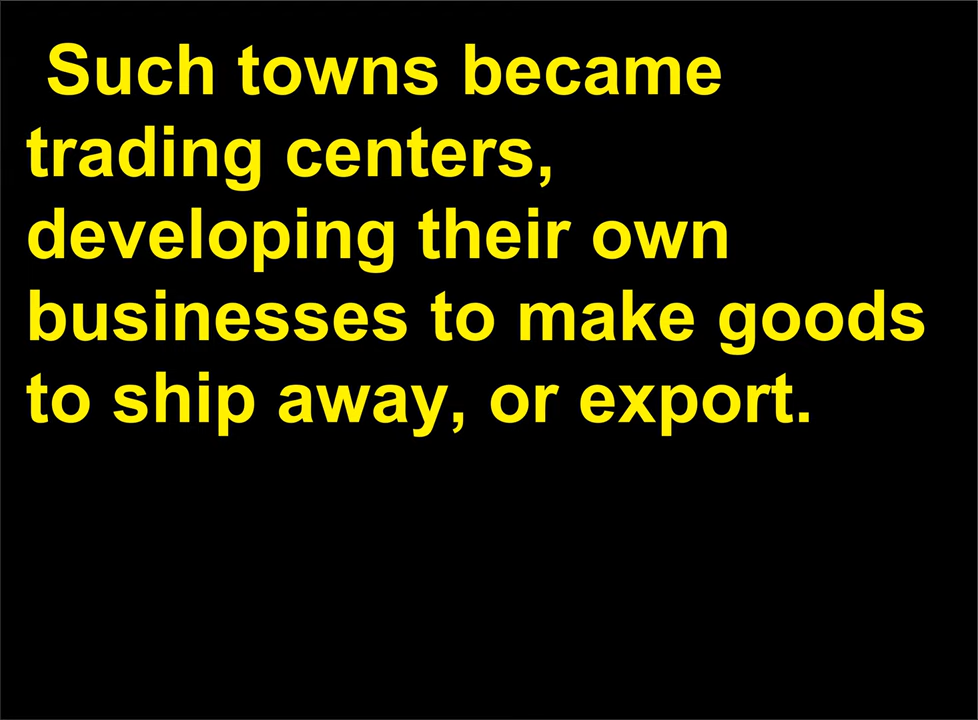 Such towns became
trading centers,
developing their own
businesses to make goods
to ship away, or export.